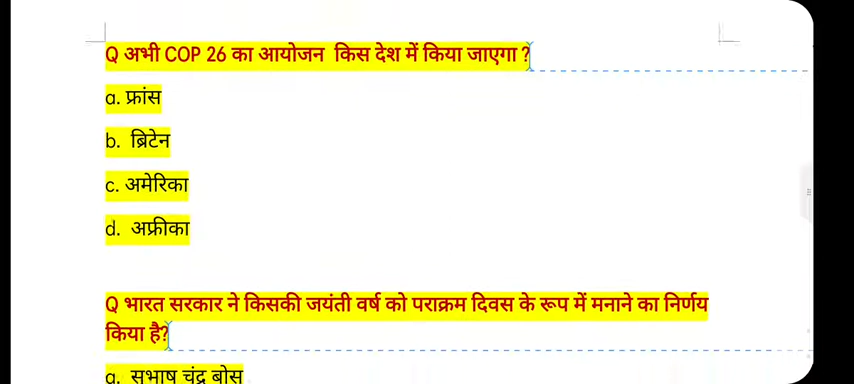 Q अभी COP 26 का आयोजन किस देश में किया जाएगा ?
a. फ्रांस
b. ब्रिटेन
c. अमेरिका
d. अफ्रीका
Q भारत सरकार ने किसकी जयंती वर्ष को पराक्रम दिवस के रूप में मनाने का निर्णय
किया है?
a. सुभाष चंद्र बोस